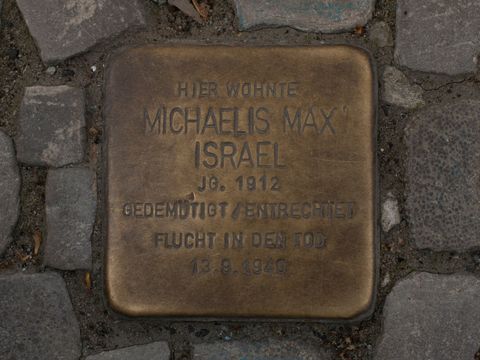 HIER WOHNTE
MICHAELIS MAX
ISRAEL
JG. 1912
GEDEMÜTIGT / ENTRECHTET
FLUCHT IN DEN TOD
13.9.1940